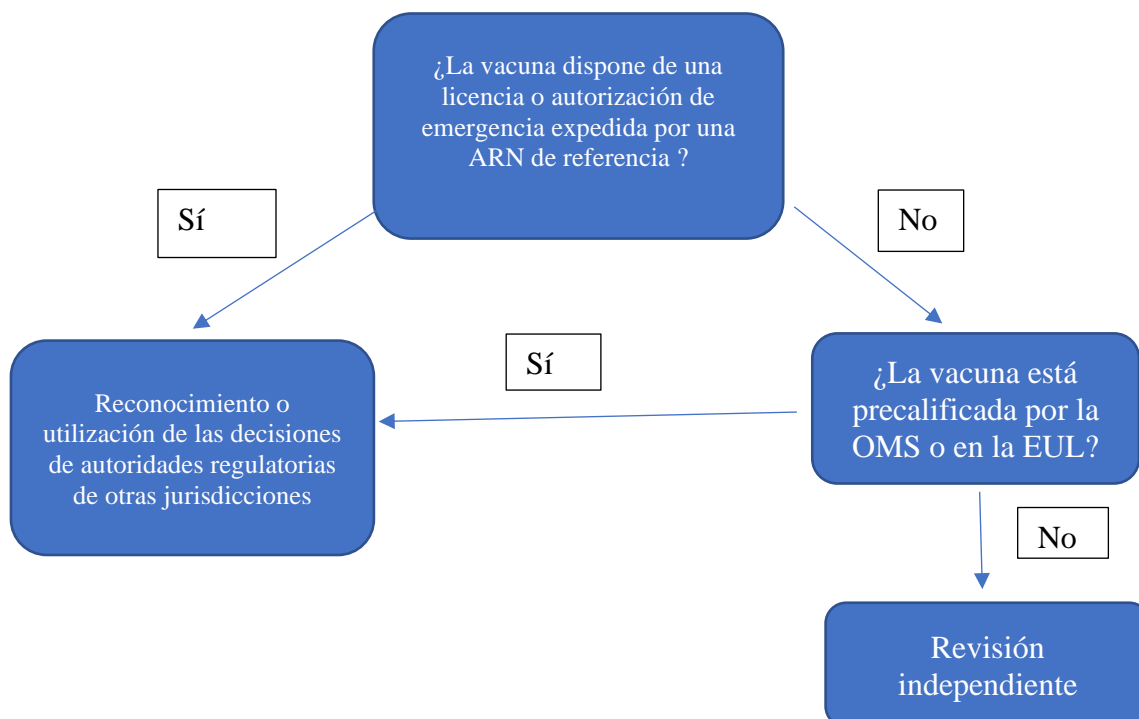 ¿La vacuna dispone de una
licencia o autorización de
emergencia expedida por una
ARN de referencia ?
Sí
No
Reconocimiento o
utilización de las decisiones
de autoridades regulatorias
de otras jurisdicciones
Sí
¿La vacuna está
precalificada por la
OMS o en la EUL?
No
Revisión
independiente